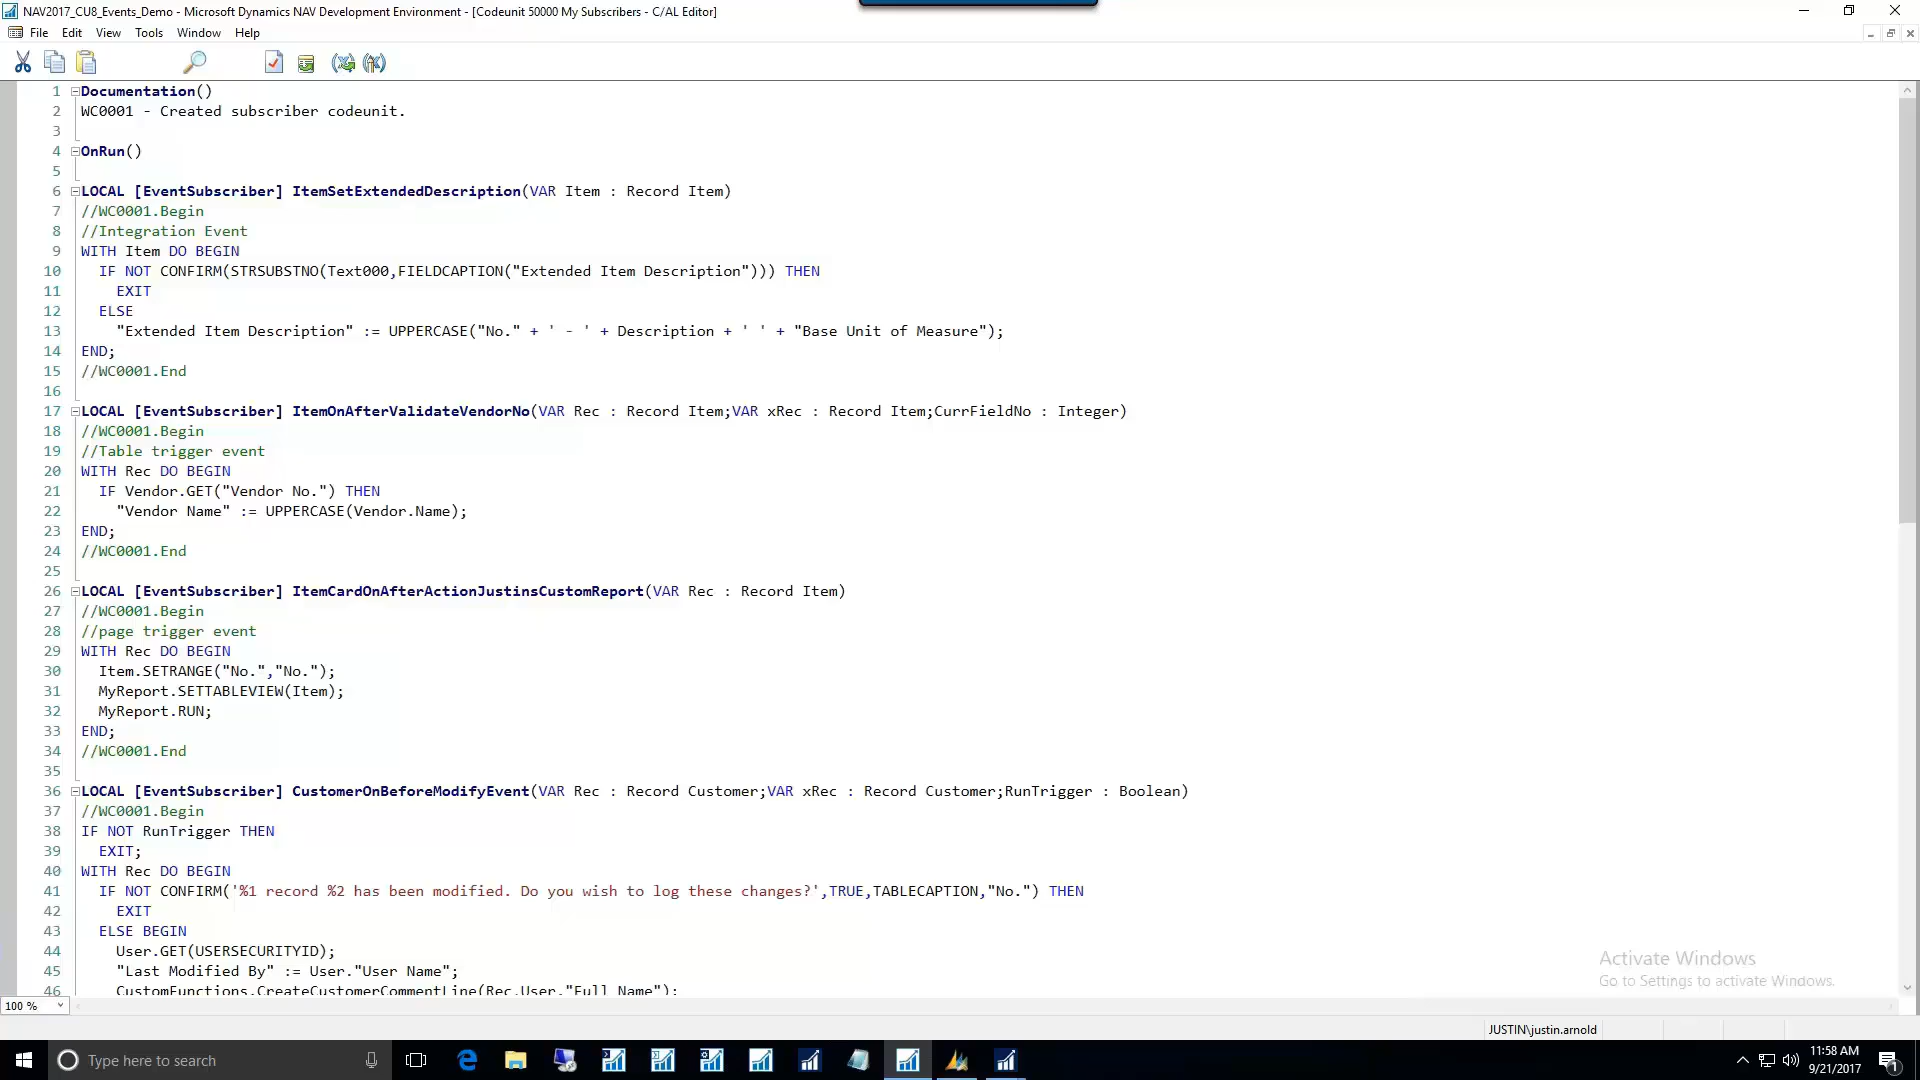 NAV2017_CU8_Events_Demo - Microsoft Dynamics NAV Development Environment - [Codeunit 50000 My Subscribers - C/AL Editor]
File Edit View Tools Window Help
1 Documentation()
2 WC0001 - Created subscriber codeunit.
3
4 OnRun()
5
6 LOCAL [EventSubscriber] ItemSetExtendedDescription(VAR Item : Record Item)
7 //WC0001.Begin
8 //Integration Event
9 WITH Item DO BEGIN
10 IF NOT CONFIRM(STRSUBSTNO(Text000,FIELDCAPTION("Extended Item Description"))) THEN
11 EXIT
12 ELSE
13 "Extended Item Description" := UPPERCASE("No." + ' - ' + Description + ' ' + "Base Unit of Measure");
14 END;
15 //WC0001.End
16
17 LOCAL [EventSubscriber] ItemOnAfterValidateVendorNo(VAR Rec : Record Item;VAR xRec : Record Item;CurrFieldNo : Integer)
18 //WC0001.Begin
19 //Table trigger event
20 WITH Rec DO BEGIN
21 IF Vendor.GET("Vendor No.") THEN
22 "Vendor Name" := UPPERCASE(Vendor.Name);
23 END;
24 //WC0001.End
25
26 LOCAL [EventSubscriber] ItemCardOnAfterActionJustinsCustomReport(VAR Rec : Record Item)
27 //WC0001.Begin
28 //page trigger event
29 WITH Rec DO BEGIN
30 Item.SETRANGE("No.","No.");
31 MyReport.SETTABLEVIEW(Item);
32 MyReport.RUN;
33 END;
34 //WC0001.End
35
36 LOCAL [EventSubscriber] CustomerOnBeforeModifyEvent(VAR Rec : Record Customer;VAR xRec : Record Customer;RunTrigger : Boolean)
37 //WC0001.Begin
38 IF NOT RunTrigger THEN
39 EXIT;
40 WITH Rec DO BEGIN
41 IF NOT CONFIRM('%1 record %2 has been modified. Do you wish to log these changes?',TRUE,TABLECAPTION,"No.") THEN
42 EXIT
43 ELSE BEGIN
44 User.GET(USERSECURITYID);
45 "Last Modified By" := User."User Name";
46 CustomFunctions.CreateCustomerCommentLine(Rec,User."Full Name");
Activate Windows
Go to Settings to activate Windows.
100 %
JUSTIN\justin.arnold
Type here to search
11:58 AM
9/21/2017
1